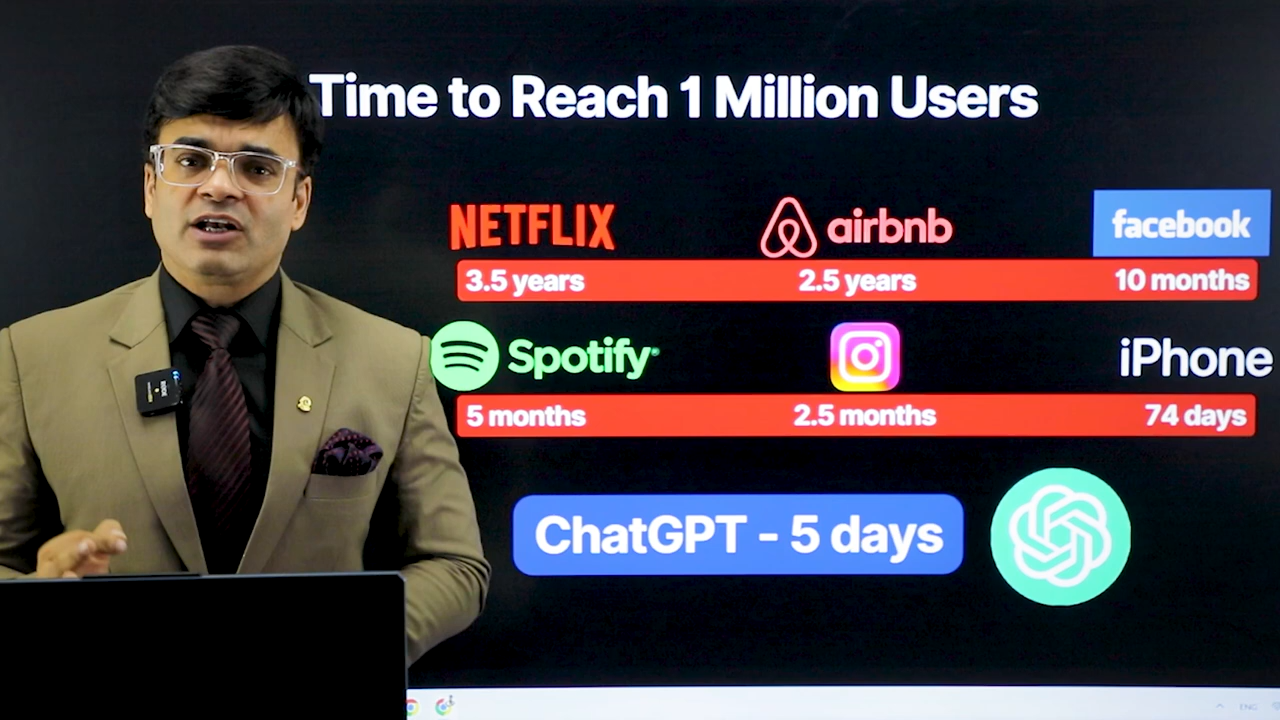 Time to Reach 1 Million Users
NETFLIX airbnb facebook
3.5 years 2.5 years 10 months
Spotify iPhone
5 months 2.5 months 74 days
ChatGPT - 5 days
ENG